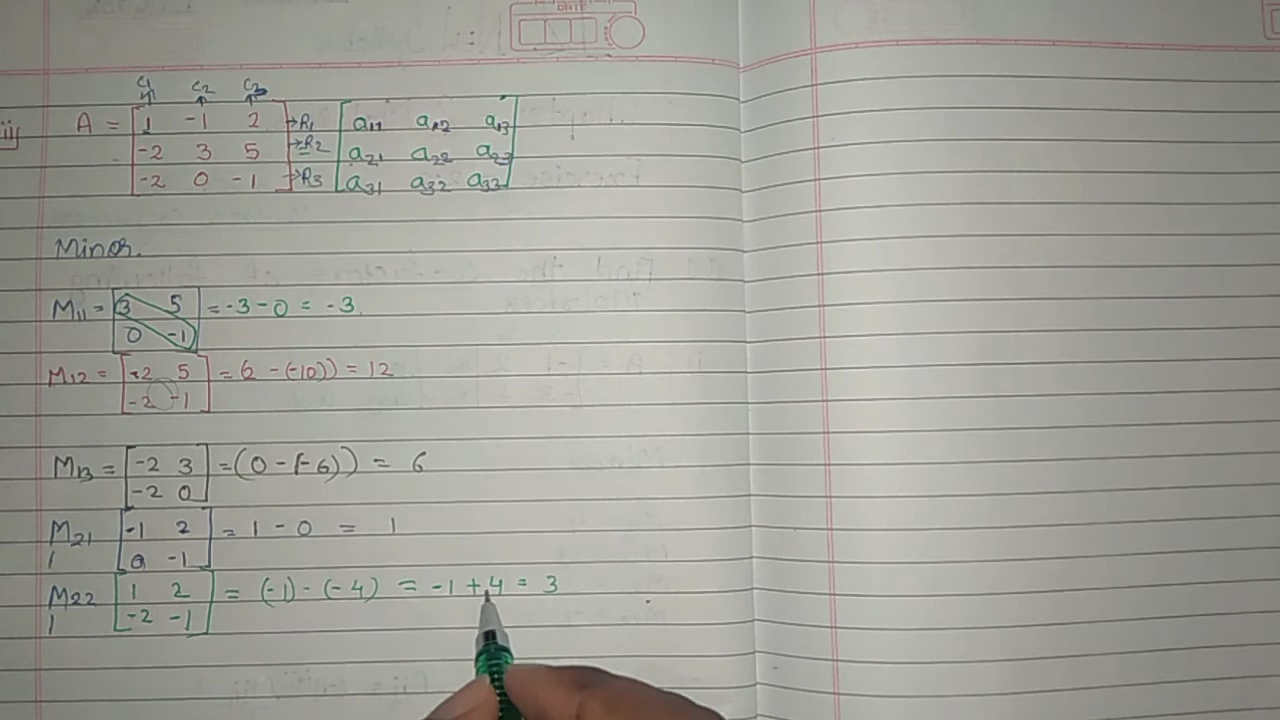 DATE
C1 C2 C3
ii) A = [1 -1 2 →R1 [a11 a12 a13
-2 3 5 →R2 a21 a22 a23
-2 0 -1] →R3 a31 a32 a33]
Minor.
M11 = [3 5 = -3 - 0 = -3
0 -1]
M12 = [-2 5 = (2 - (-10)) = 12
-2 -1]
M13 = [-2 3 = (0 - (-6)) = 6
-2 0]
M21 [-1 2 = 1 - 0 = 1
0 -1]
M22 [1 2 = (-1) - (-4) = -1 + 4 = 3
-2 -1]